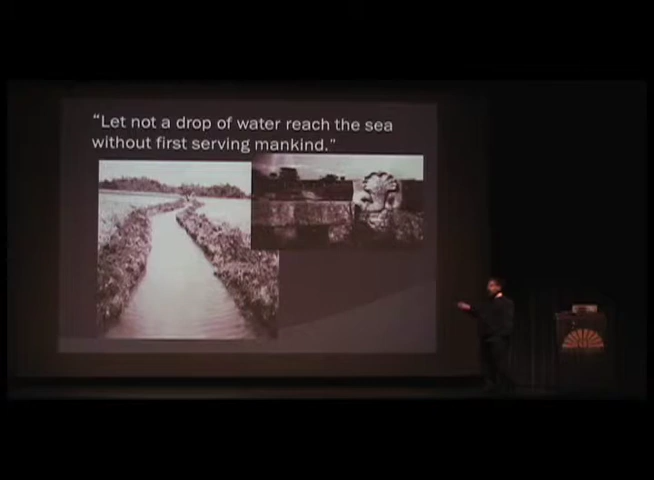 “Let not a drop of water reach the sea
without first serving mankind.”